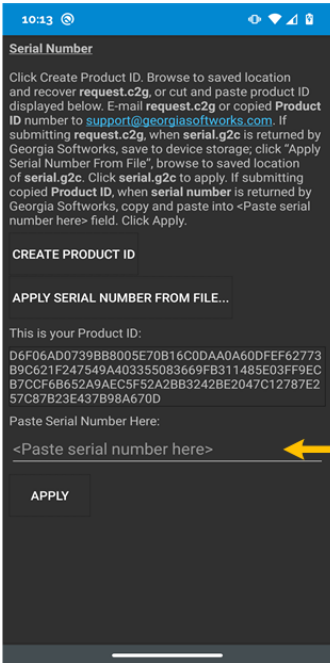 10:13
Serial Number
Click Create Product ID. Browse to saved location
and recover request.c2g, or cut and paste product ID
displayed below. E-mail request.c2g or copied Product
ID number to support@georgiasoftworks.com. If
submitting request.c2g, when serial.g2c is returned by
Georgia Softworks, save to device storage; click “Apply
Serial Number From File”, browse to saved location
of serial.g2c. Click serial.g2c to apply. If submitting
copied Product ID, when serial number is returned by
Georgia Softworks, copy and paste into <Paste serial
number here> field. Click Apply.
CREATE PRODUCT ID
APPLY SERIAL NUMBER FROM FILE...
This is your Product ID:
D6F06AD0739BB8005E70B16C0DAA0A60DFEF62773
B9C621F247549A403355083669FB311485E03FF9EC
B7CCF6B652A9AEC5F52A2BB3242BE2047C12787E2
57C87B23E437B98A670D
Paste Serial Number Here:
<Paste serial number here>
APPLY